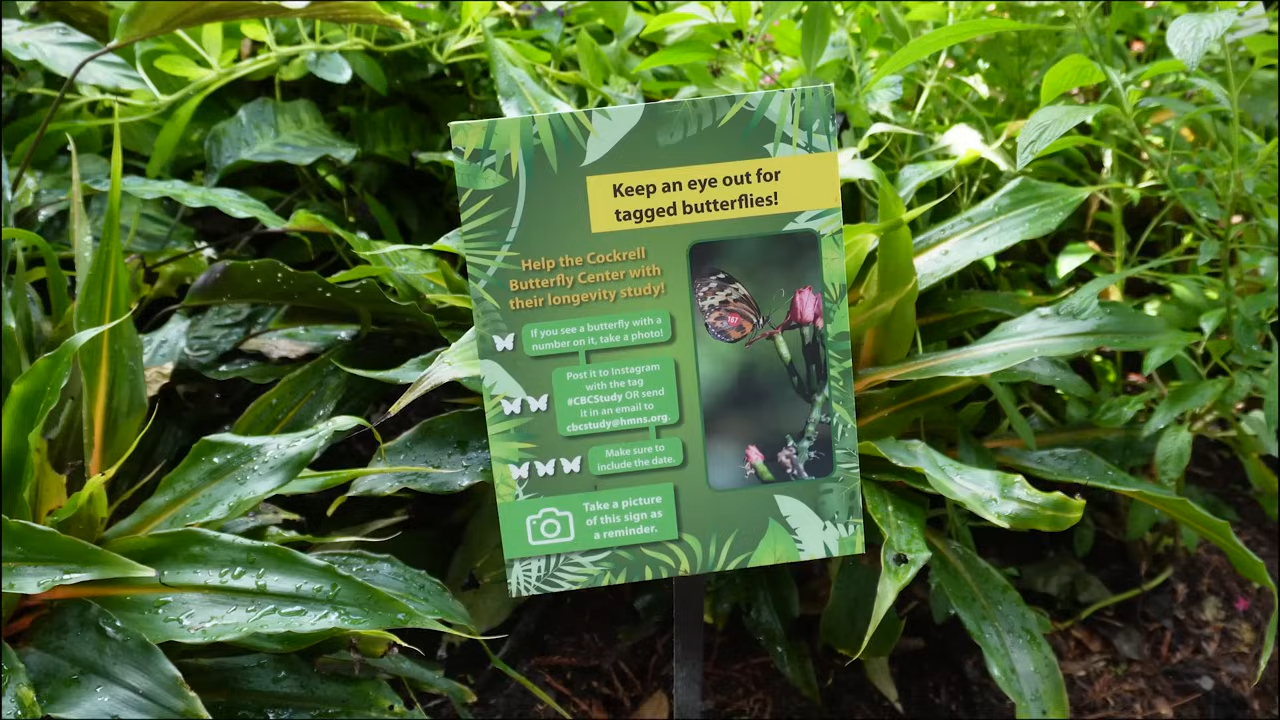 Keep an eye out for
tagged butterflies!
Help the Cockrell
Butterfly Center with
their longevity study!
If you see a butterfly with a
number on it, take a photo!
Post it to Instagram
with the tag
#CBCStudy OR send
it in an email to
cbcstudy@hmns.org.
Make sure to
include the date.
Take a picture
of this sign as
a reminder.
167